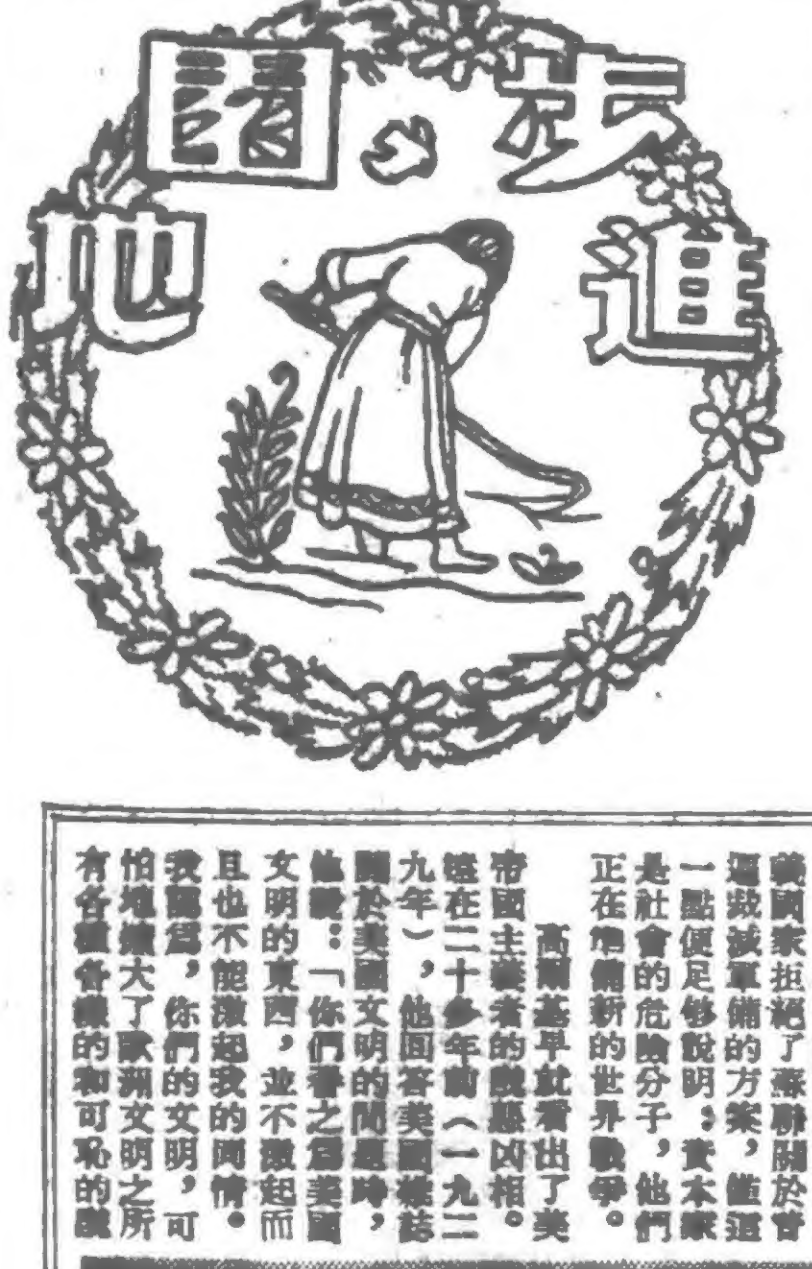 進步園地
義國家拒絕了蘇聯關於普
遍裁減軍備的方案，僅這
一點便足够說明：資本家
是社會的危險分子，他們
正在準備新的世界戰爭。
高爾基早就看出了美
帝國主義者的醜惡凶相。
遠在二十多年前（一九二
九年），他回答美國雜誌
關於美國文明的問題時，
他說：「你們之爲美國
文明的東西，並不激起而
且也不能激起我的同情。
我認爲，你們的文明，可
怕地擴大了歐洲文明之所
有各種各樣的和可恥的醜